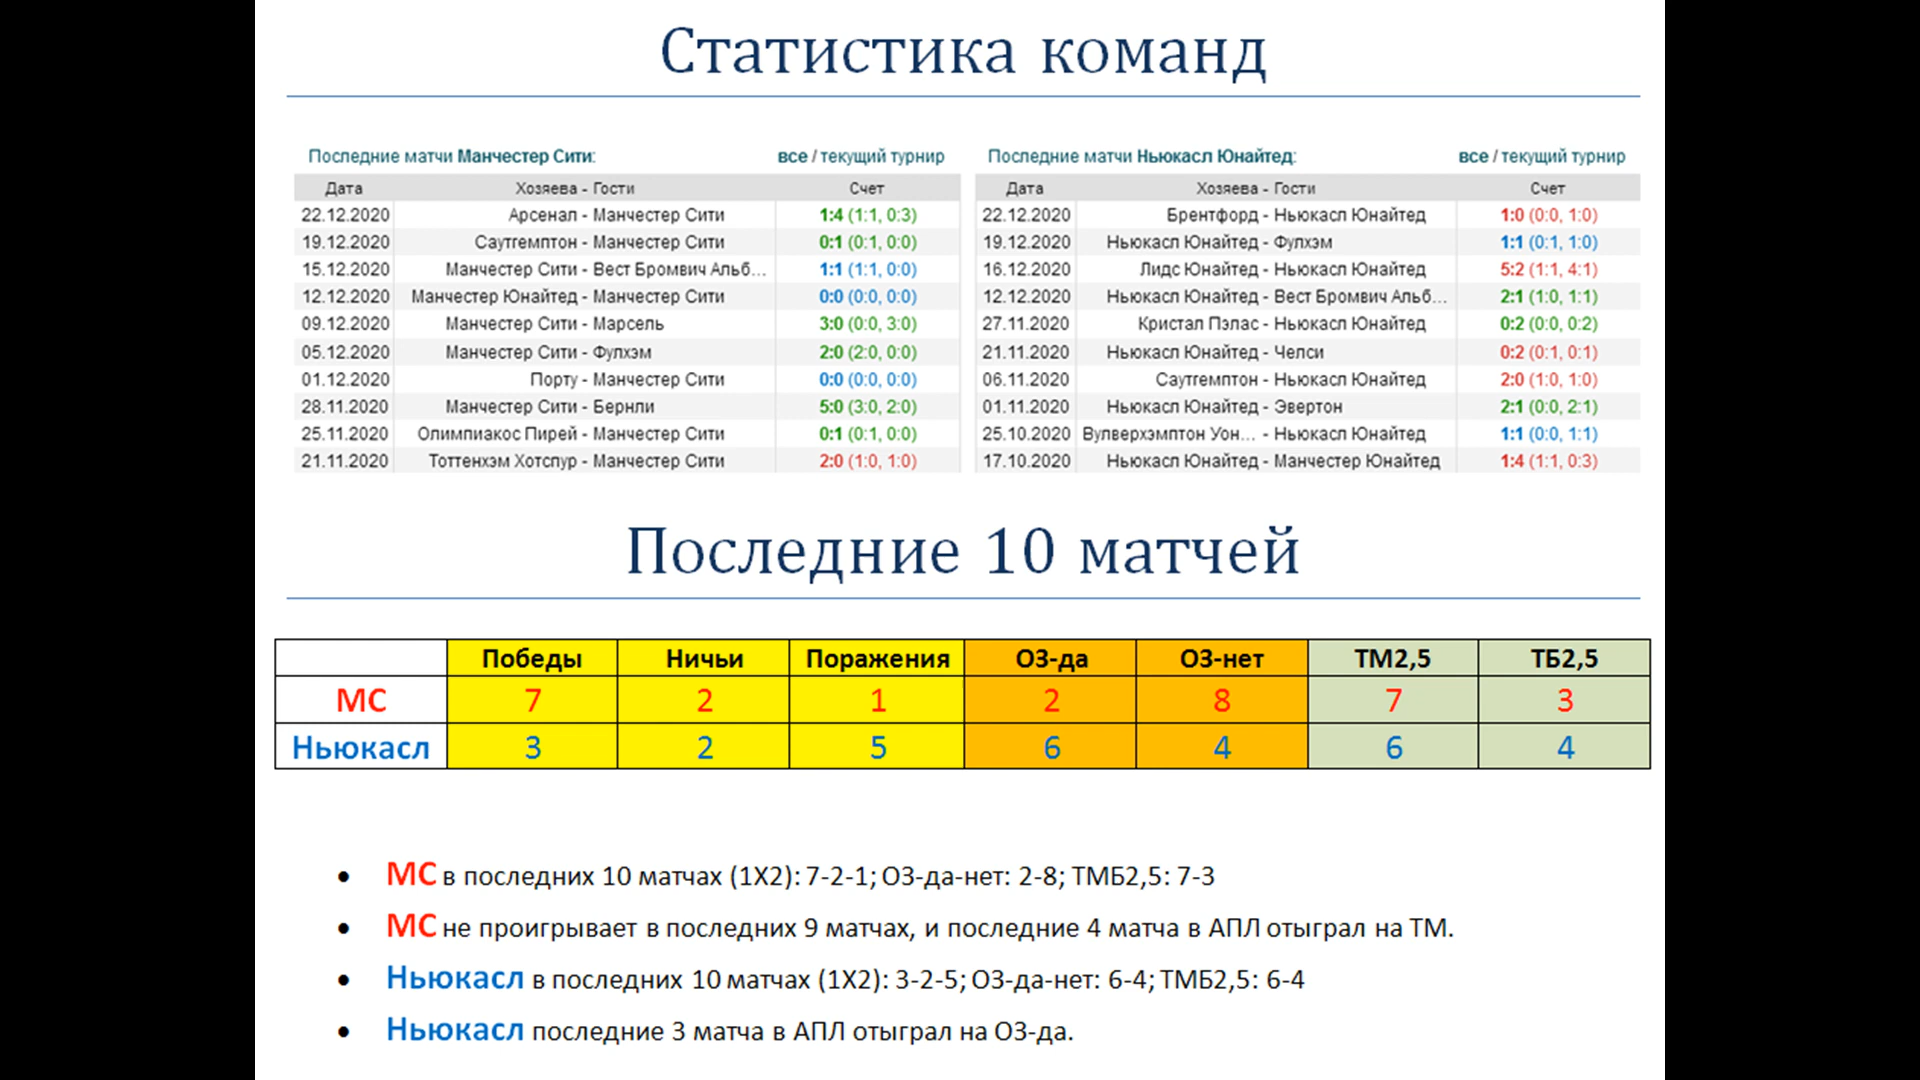 Статистика команд
Последние матчи Манчестер Сити: все / текущий турнир
Дата Хозяева - Гости Счет
22.12.2020 Арсенал - Манчестер Сити 1:4 (1:1, 0:3)
19.12.2020 Саутгемптон - Манчестер Сити 0:1 (0:1, 0:0)
15.12.2020 Манчестер Сити - Вест Бромвич Альб... 1:1 (1:1, 0:0)
12.12.2020 Манчестер Юнайтед - Манчестер Сити 0:0 (0:0, 0:0)
09.12.2020 Манчестер Сити - Марсель 3:0 (0:0, 3:0)
05.12.2020 Манчестер Сити - Фулхэм 2:0 (2:0, 0:0)
01.12.2020 Порту - Манчестер Сити 0:0 (0:0, 0:0)
28.11.2020 Манчестер Сити - Бернли 5:0 (3:0, 2:0)
25.11.2020 Олимпиакос Пирей - Манчестер Сити 0:1 (0:1, 0:0)
21.11.2020 Тоттенхэм Хотспур - Манчестер Сити 2:0 (1:0, 1:0)
Последние матчи Ньюкасл Юнайтед: все / текущий турнир
Дата Хозяева - Гости Счет
22.12.2020 Брентфорд - Ньюкасл Юнайтед 1:0 (0:0, 1:0)
19.12.2020 Ньюкасл Юнайтед - Фулхэм 1:1 (0:1, 1:0)
16.12.2020 Лидс Юнайтед - Ньюкасл Юнайтед 5:2 (1:1, 4:1)
12.12.2020 Ньюкасл Юнайтед - Вест Бромвич Альб... 2:1 (1:0, 1:1)
27.11.2020 Кристал Пэлас - Ньюкасл Юнайтед 0:2 (0:0, 0:2)
21.11.2020 Ньюкасл Юнайтед - Челси 0:2 (0:1, 0:1)
06.11.2020 Саутгемптон - Ньюкасл Юнайтед 2:0 (1:0, 1:0)
01.11.2020 Ньюкасл Юнайтед - Эвертон 2:1 (0:0, 2:1)
25.10.2020 Вулверхэмптон Уон... - Ньюкасл Юнайтед 1:1 (0:0, 1:1)
17.10.2020 Ньюкасл Юнайтед - Манчестер Юнайтед 1:4 (1:1, 0:3)
Последние 10 матчей
Победы Ничьи Поражения ОЗ-да ОЗ-нет ТМ2,5 ТБ2,5
МС 7 2 1 2 8 7 3
Ньюкасл 3 2 5 6 4 6 4
• МС в последних 10 матчах (1Х2): 7-2-1; ОЗ-да-нет: 2-8; ТМБ2,5: 7-3
• МС не проигрывает в последних 9 матчах, и последние 4 матча в АПЛ отыграл на ТМ.
• Ньюкасл в последних 10 матчах (1Х2): 3-2-5; ОЗ-да-нет: 6-4; ТМБ2,5: 6-4
• Ньюкасл последние 3 матча в АПЛ отыграл на ОЗ-да.